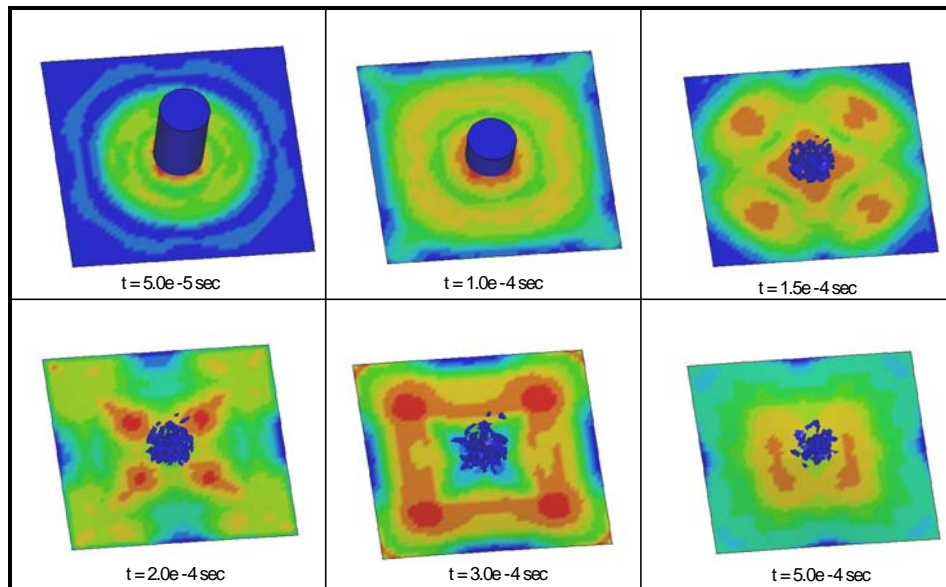 t = 5.0e -5 sec
t = 1.0e -4 sec
t = 1.5e -4 sec
t = 2.0e -4 sec
t = 3.0e -4 sec
t = 5.0e -4 sec